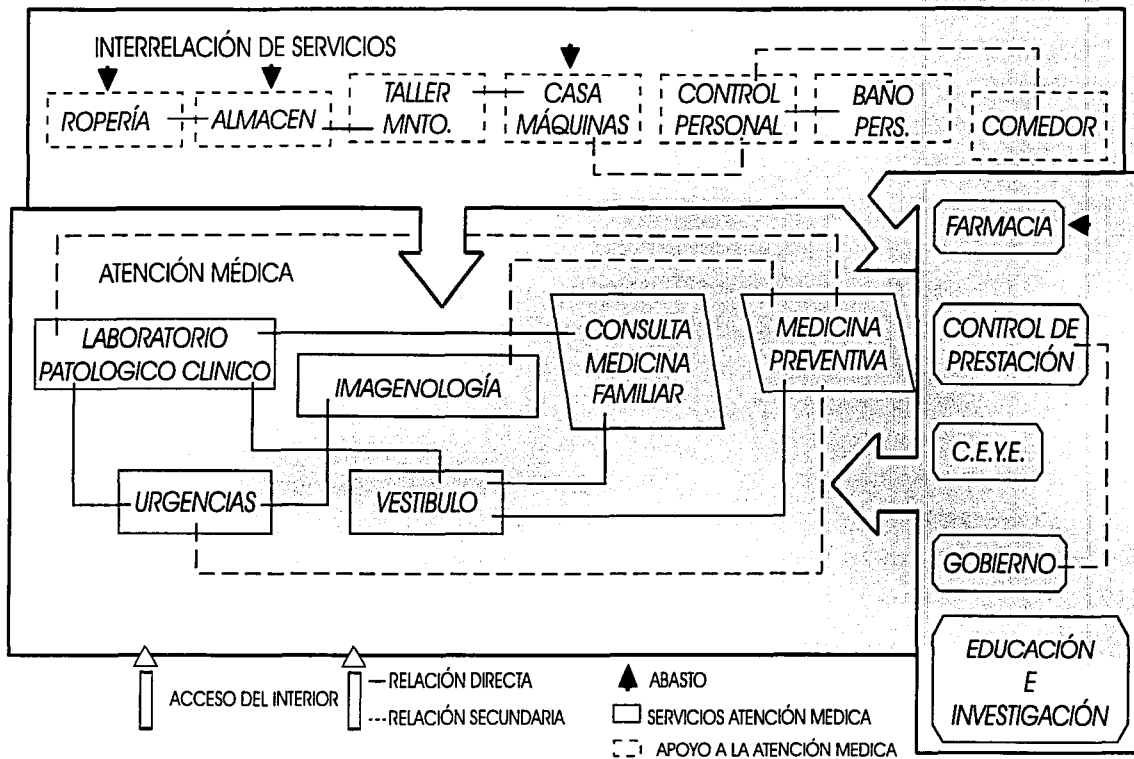 INTERRELACIÓN DE SERVICIOS
ROPERÍA
ALMACEN
TALLER
MNTO.
CASA
MÁQUINAS
CONTROL
PERSONAL
BAÑO
PERS.
COMEDOR
ATENCIÓN MÉDICA
LABORATORIO
PATOLOGICO CLINICO
IMAGENOLOGÍA
CONSULTA
MEDICINA
FAMILIAR
MEDICINA
PREVENTIVA
URGENCIAS
VESTIBULO
FARMACIA
CONTROL DE
PRESTACIÓN
C.E.Y.E.
GOBIERNO
EDUCACIÓN
E
INVESTIGACIÓN
ACCESO DEL INTERIOR
RELACIÓN DIRECTA
RELACIÓN SECUNDARIA
ABASTO
SERVICIOS ATENCIÓN MEDICA
APOYO A LA ATENCIÓN MEDICA